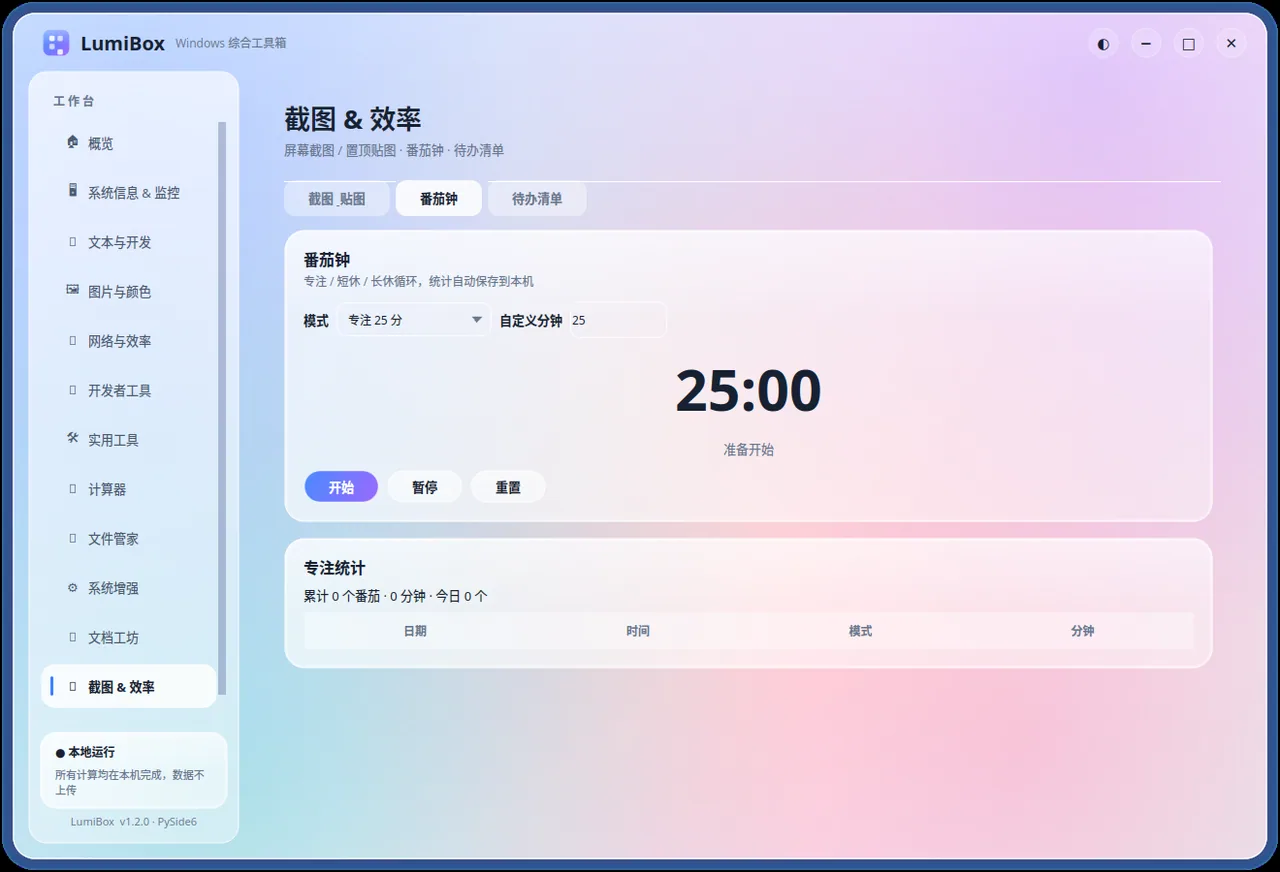 LumiBox Windows 综合工具箱
工作台
概览
系统信息 & 监控
文本与开发
图片与颜色
网络与效率
开发者工具
实用工具
计算器
文件管家
系统增强
文档工坊
截图 & 效率
● 本地运行
所有计算均在本机完成，数据不
上传
LumiBox v1.2.0 · PySide6
截图 & 效率
屏幕截图 / 置顶贴图 · 番茄钟 · 待办清单
截图 _贴图 番茄钟 待办清单
番茄钟
专注 / 短休 / 长休循环，统计自动保存到本机
模式 专注 25 分 自定义分钟 25
25:00
准备开始
开始 暂停 重置
专注统计
累计 0 个番茄 · 0 分钟 · 今日 0 个
日期 时间 模式 分钟